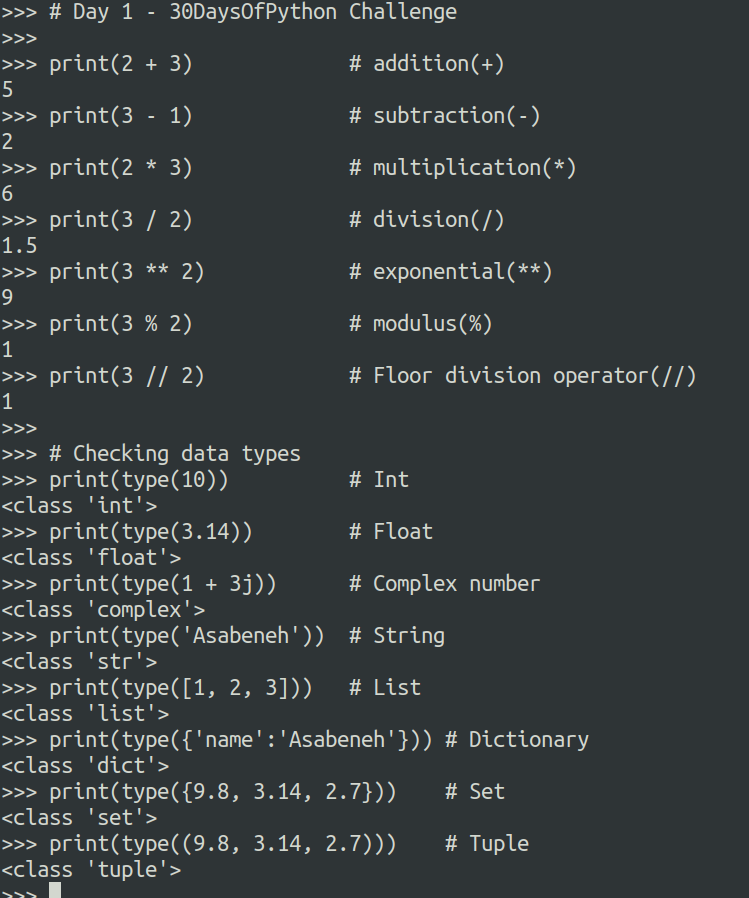 >>> # Day 1 - 30DaysOfPython Challenge
>>>
>>> print(2 + 3)             # addition(+)
5
>>> print(3 - 1)             # subtraction(-)
2
>>> print(2 * 3)             # multiplication(*)
6
>>> print(3 / 2)             # division(/)
1.5
>>> print(3 ** 2)            # exponential(**)
9
>>> print(3 % 2)             # modulus(%)
1
>>> print(3 // 2)            # Floor division operator(//)
1
>>>
>>> # Checking data types
>>> print(type(10))          # Int
<class 'int'>
>>> print(type(3.14))        # Float
<class 'float'>
>>> print(type(1 + 3j))      # Complex number
<class 'complex'>
>>> print(type('Asabeneh'))  # String
<class 'str'>
>>> print(type([1, 2, 3]))   # List
<class 'list'>
>>> print(type({'name':'Asabeneh'})) # Dictionary
<class 'dict'>
>>> print(type({9.8, 3.14, 2.7}))    # Set
<class 'set'>
>>> print(type((9.8, 3.14, 2.7)))    # Tuple
<class 'tuple'>
>>>